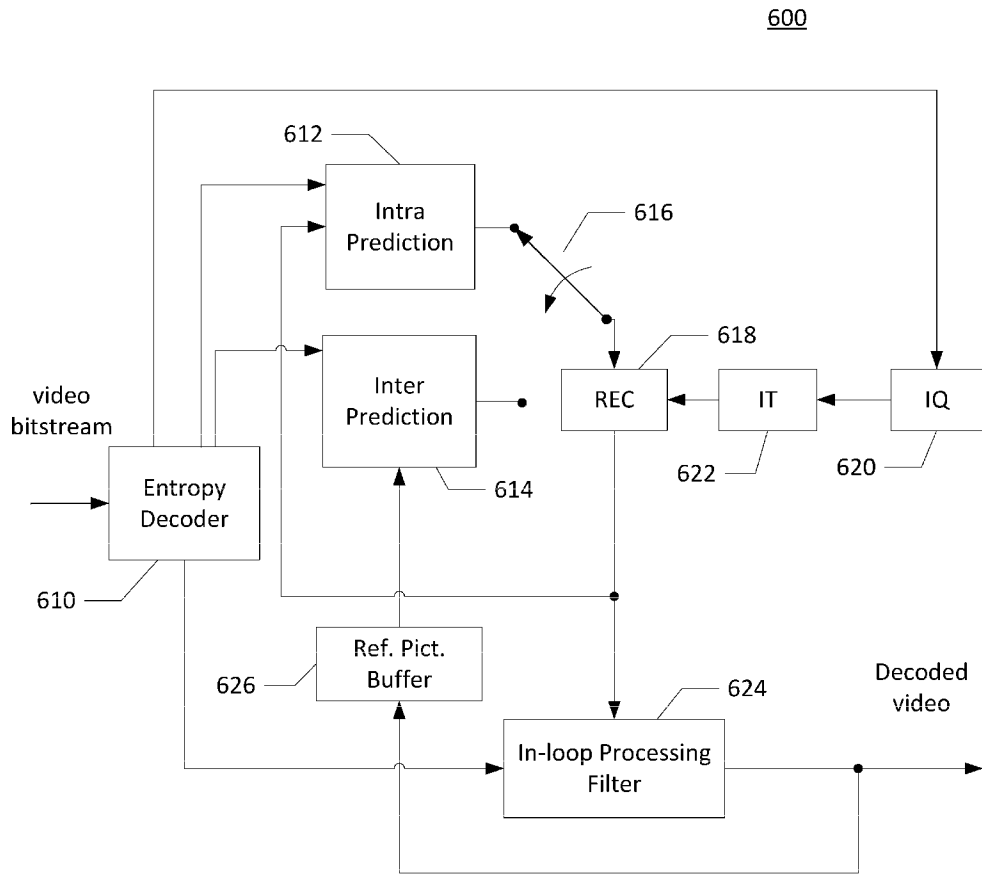 600
612
Intra
Prediction
616
618
Inter
Prediction
REC
IT
IQ
video
bitstream
614
622
620
Entropy
Decoder
610
Ref. Pict.
Buffer
626
624
Decoded
video
In-loop Processing
Filter